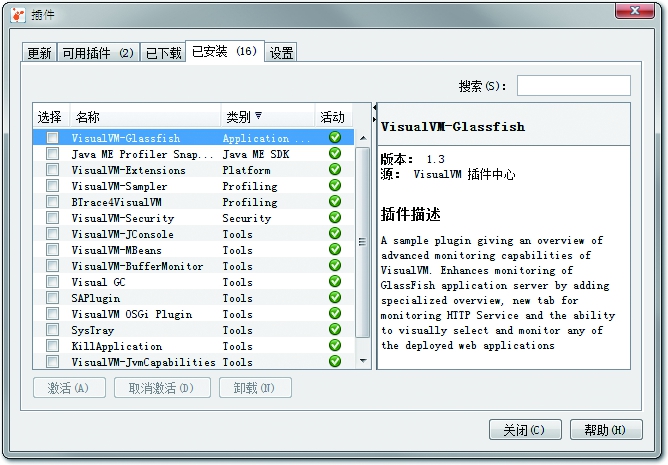 插件
更新 可用插件 (2) 已下载 已安装 (16) 设置
搜索(S):
选择 名称 类别 活动
VisualVM-Glassfish Application ...
Java ME Profiler Snap... Java ME SDK
VisualVM-Extensions Platform
VisualVM-Sampler Profiling
BTrace4VisualVM Profiling
VisualVM-Security Security
VisualVM-JConsole Tools
VisualVM-MBeans Tools
VisualVM-BufferMonitor Tools
Visual GC Tools
SAPlugin Tools
VisualVM OSGi Plugin Tools
SysTray Tools
KillApplication Tools
VisualVM-JvmCapabilities Tools
VisualVM-Glassfish
版本: 1.3
源: VisualVM 插件中心
插件描述
A sample plugin giving an overview of
advanced monitoring capabilities of
VisualVM. Enhances monitoring of
GlassFish application server by adding
specialized overview, new tab for
monitoring HTTP Service and the ability
to visually select and monitor any of
the deployed web applications
激活(A) 取消激活(D) 卸载(N)
关闭(C) 帮助(H)